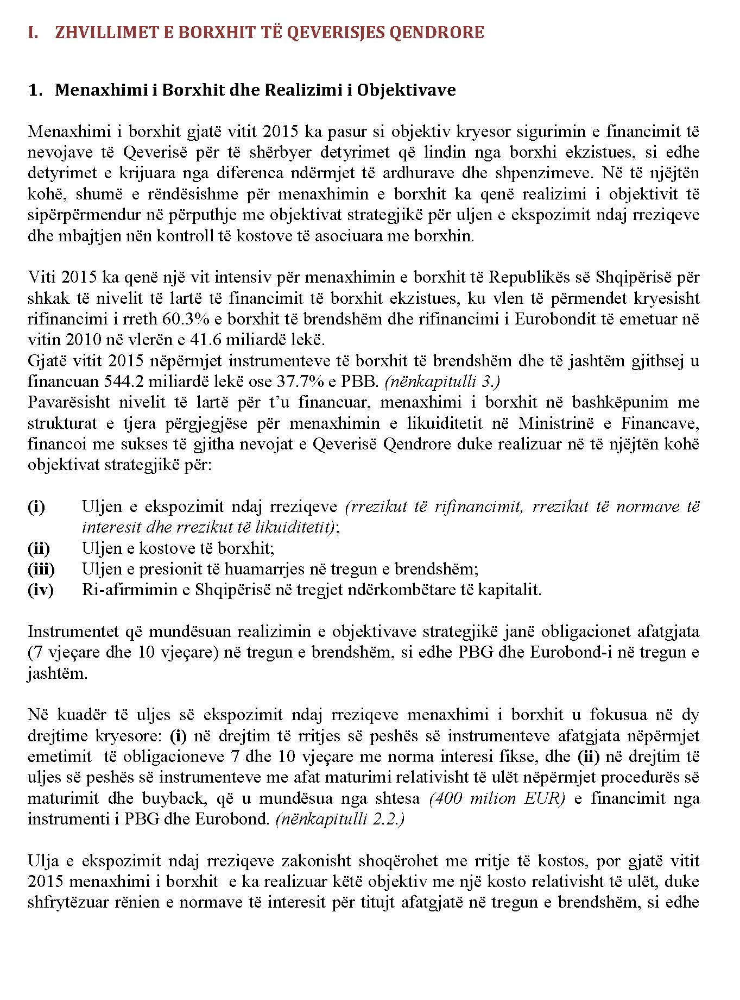 I. ZHVILLIMET E BORXHIT TË QEVERISJES QENDRORE
1. Menaxhimi i Borxhit dhe Realizimi i Objektivave
Menaxhimi i borxhit gjatë vitit 2015 ka pasur si objektiv kryesor sigurimin e financimit të
nevojave të Qeverisë për të shërbyer detyrimet që lindin nga borxhi ekzistues, si edhe
detyrimet e krijuara nga diferenca ndërmjet të ardhurave dhe shpenzimeve. Në të njëjtën
kohë, shumë e rëndësishme për menaxhimin e borxhit ka qenë realizimi i objektivit të
sipërpërmendur në përputhje me objektivat strategjikë për uljen e ekspozimit ndaj rreziqeve
dhe mbajtjen nën kontroll të kostove të asociuara me borxhin.
Viti 2015 ka qenë një vit intensiv për menaxhimin e borxhit të Republikës së Shqipërisë për
shkak të nivelit të lartë të financimit të borxhit ekzistues, ku vlen të përmendet kryesisht
rifinancimi i rreth 60.3% e borxhit të brendshëm dhe rifinancimi i Eurobondit të emetuar në
vitin 2010 në vlerën e 41.6 miliardë lekë.
Gjatë vitit 2015 nëpërmjet instrumenteve të borxhit të brendshëm dhe të jashtëm gjithsej u
financuan 544.2 miliardë lekë ose 37.7% e PBB. (nënkapitulli 3.)
Pavarësisht nivelit të lartë për t’u financuar, menaxhimi i borxhit në bashkëpunim me
strukturat e tjera përgjegjëse për menaxhimin e likuiditetit në Ministrinë e Financave,
financoi me sukses të gjitha nevojat e Qeverisë Qendrore duke realizuar në të njëjtën kohë
objektivat strategjikë për:
(i) Uljen e ekspozimit ndaj rreziqeve (rrezikut të rifinancimit, rrezikut të normave të
interesit dhe rrezikut të likuiditetit);
(ii) Uljen e kostove të borxhit;
(iii) Uljen e presionit të huamarrjes në tregun e brendshëm;
(iv) Ri-afirmimin e Shqipërisë në tregjet ndërkombëtare të kapitalit.
Instrumentet që mundësuan realizimin e objektivave strategjikë janë obligacionet afatgjata
(7 vjeçare dhe 10 vjeçare) në tregun e brendshëm, si edhe PBG dhe Eurobond-i në tregun e
jashtëm.
Në kuadër të uljes së ekspozimit ndaj rreziqeve menaxhimi i borxhit u fokusua në dy
drejtime kryesore: (i) në drejtim të rritjes së peshës së instrumenteve afatgjata nëpërmjet
emetimit të obligacioneve 7 dhe 10 vjeçare me norma interesi fikse, dhe (ii) në drejtim të
uljes së peshës së instrumenteve me afat maturimi relativisht të ulët nëpërmjet procedurës së
maturimit dhe buyback, që u mundësua nga shtesa (400 milion EUR) e financimit nga
instrumenti i PBG dhe Eurobond. (nënkapitulli 2.2.)
Ulja e ekspozimit ndaj rreziqeve zakonisht shoqërohet me rritje të kostos, por gjatë vitit
2015 menaxhimi i borxhit e ka realizuar këtë objektiv me një kosto relativisht të ulët, duke
shfrytëzuar rënien e normave të interesit për titujt afatgjatë në tregun e brendshëm, si edhe